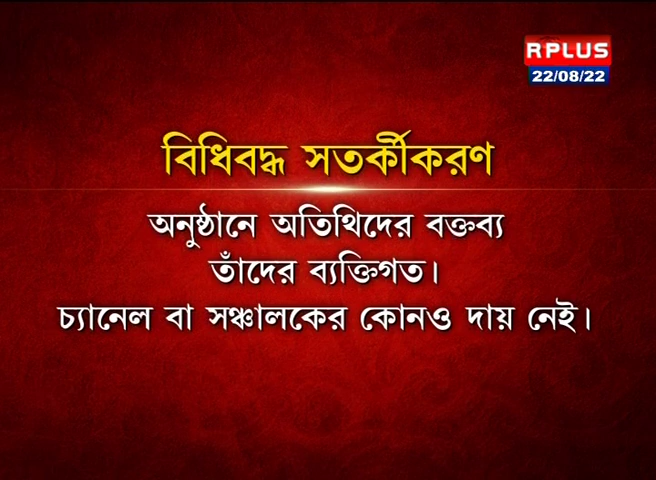 RPLUS
22/08/22
বিধিবদ্ধ সতর্কীকরণ
অনুষ্ঠানে অতিথিদের বক্তব্য
তাঁদের ব্যক্তিগত।
চ্যানেল বা সঞ্চালকের কোনও দায় নেই।